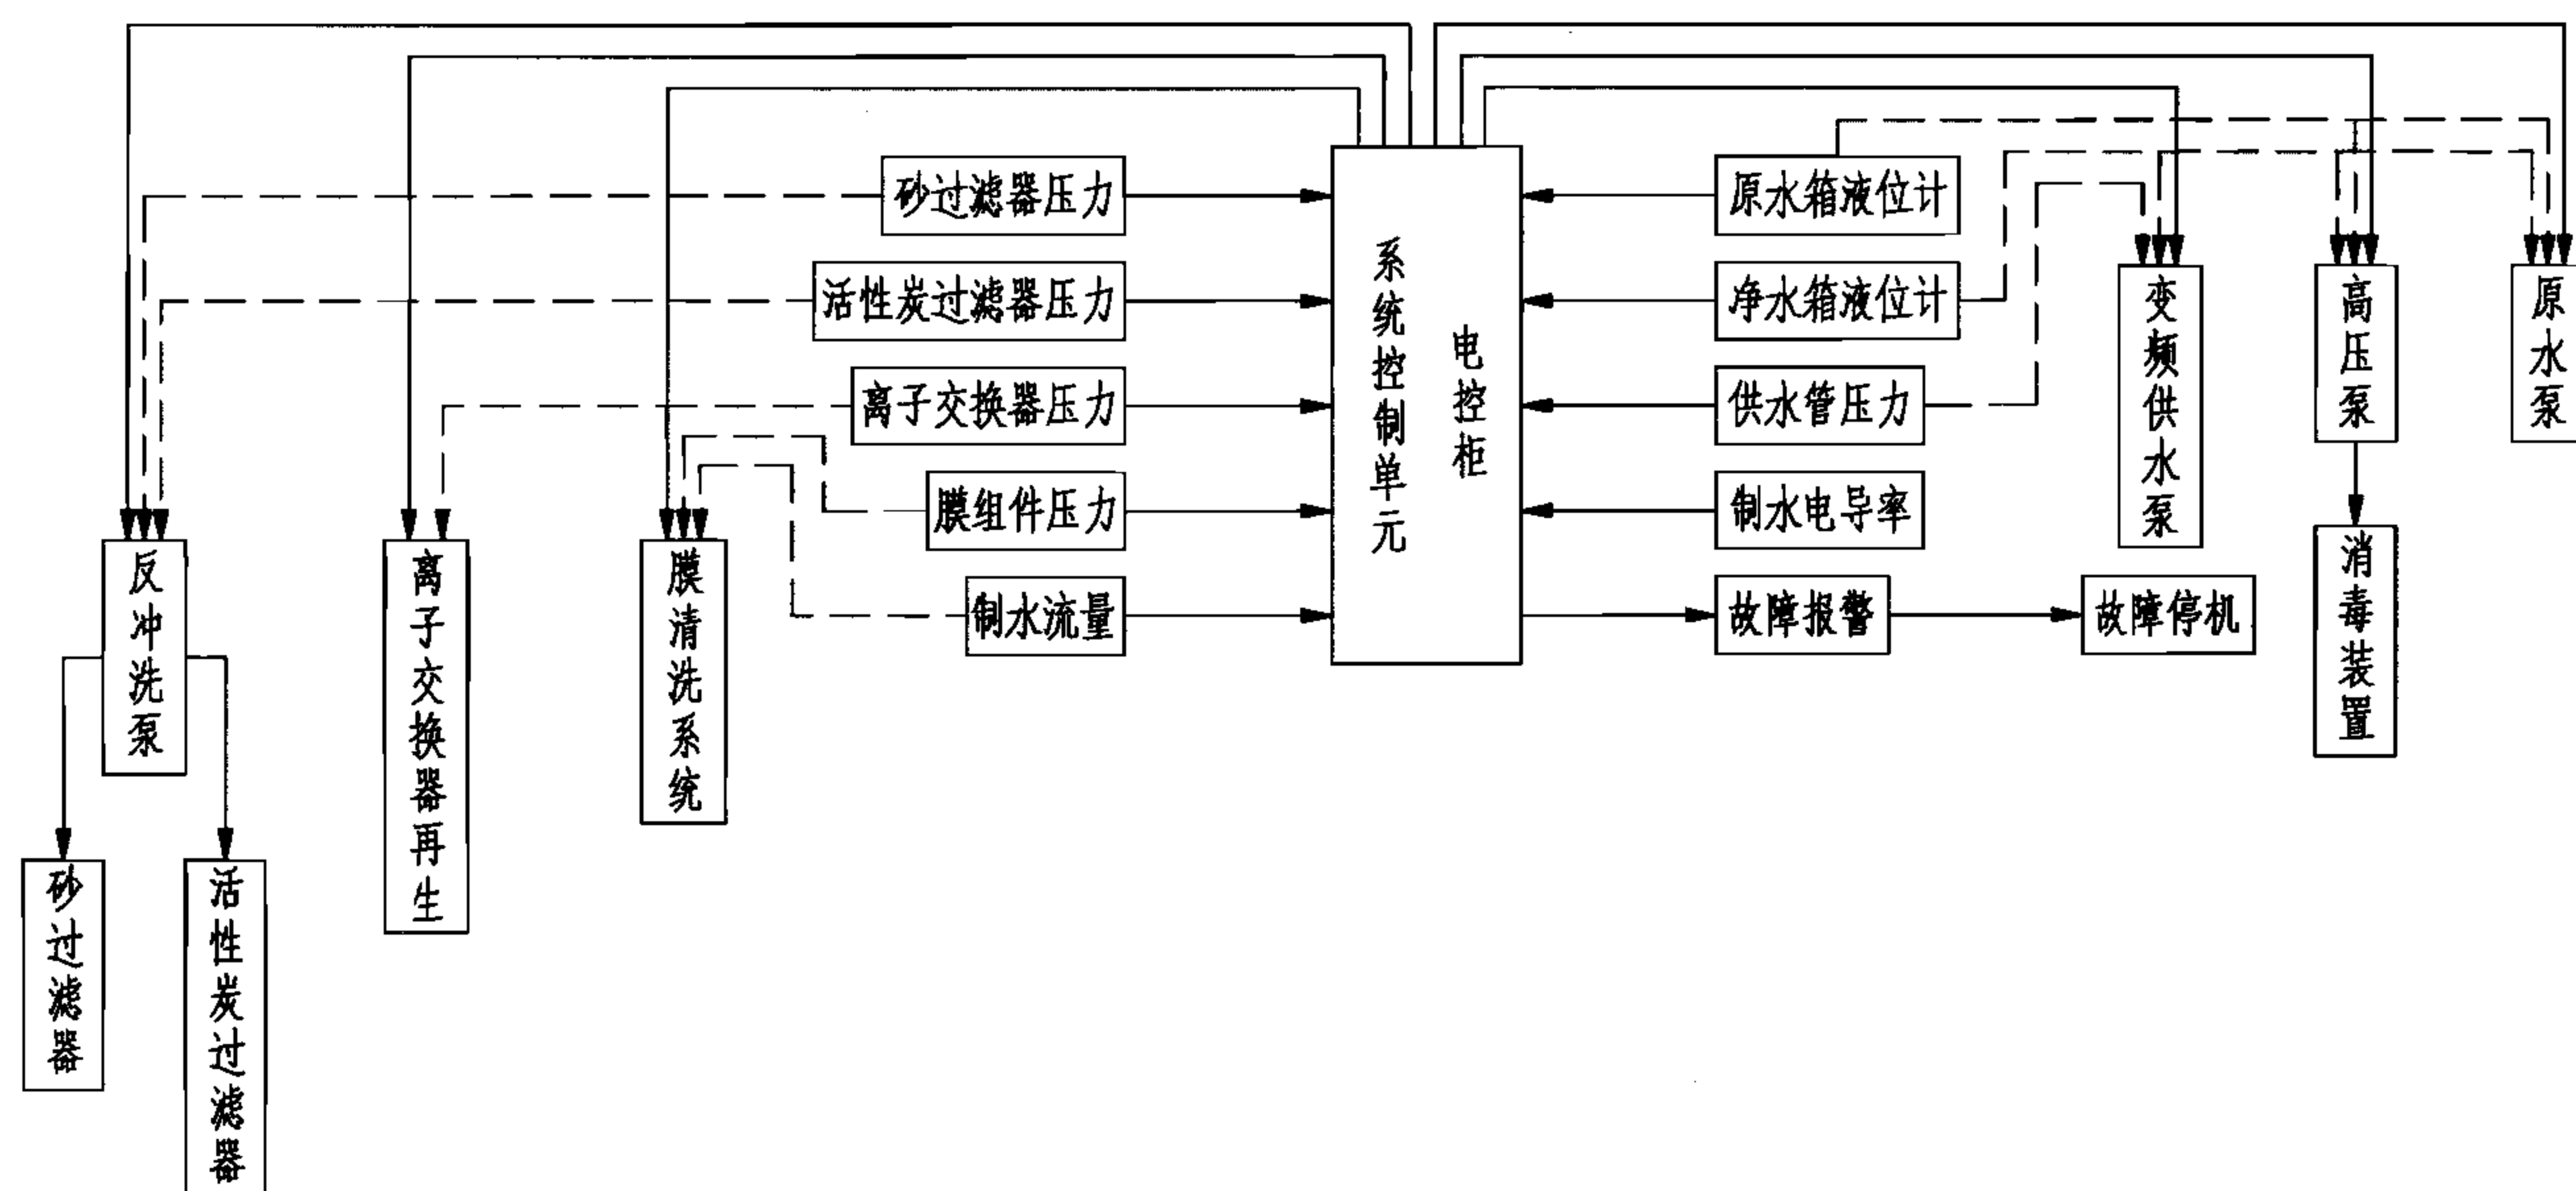 砂过滤器压力
活性炭过滤器压力
离子交换器压力
膜组件压力
制水流量
系统控制单元
电控柜
原水箱液位计
净水箱液位计
供水管压力
制水电导率
故障报警
故障停机
变频供水泵
高压泵
原水泵
消毒装置
反冲洗泵
离子交换器再生
膜清洗系统
砂过滤器
活性炭过滤器